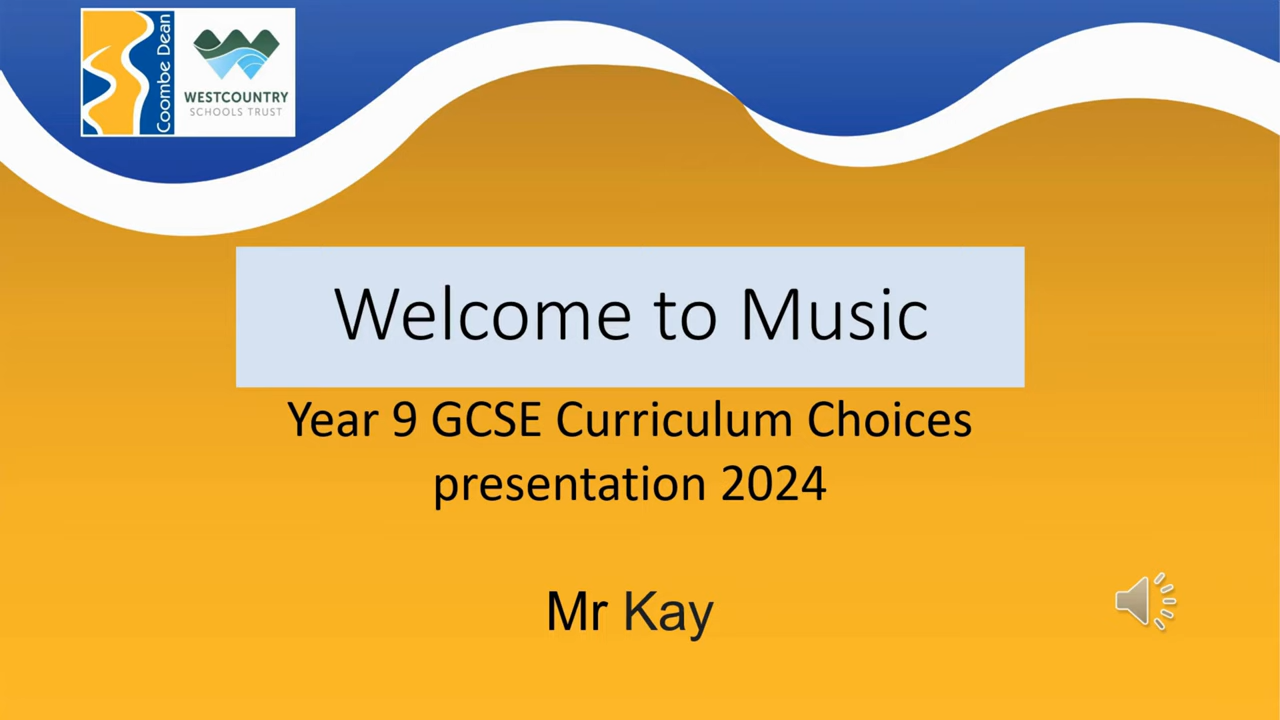 Coombe Dean
WESTCOUNTRY
SCHOOLS TRUST
Welcome to Music
Year 9 GCSE Curriculum Choices
presentation 2024
Mr Kay